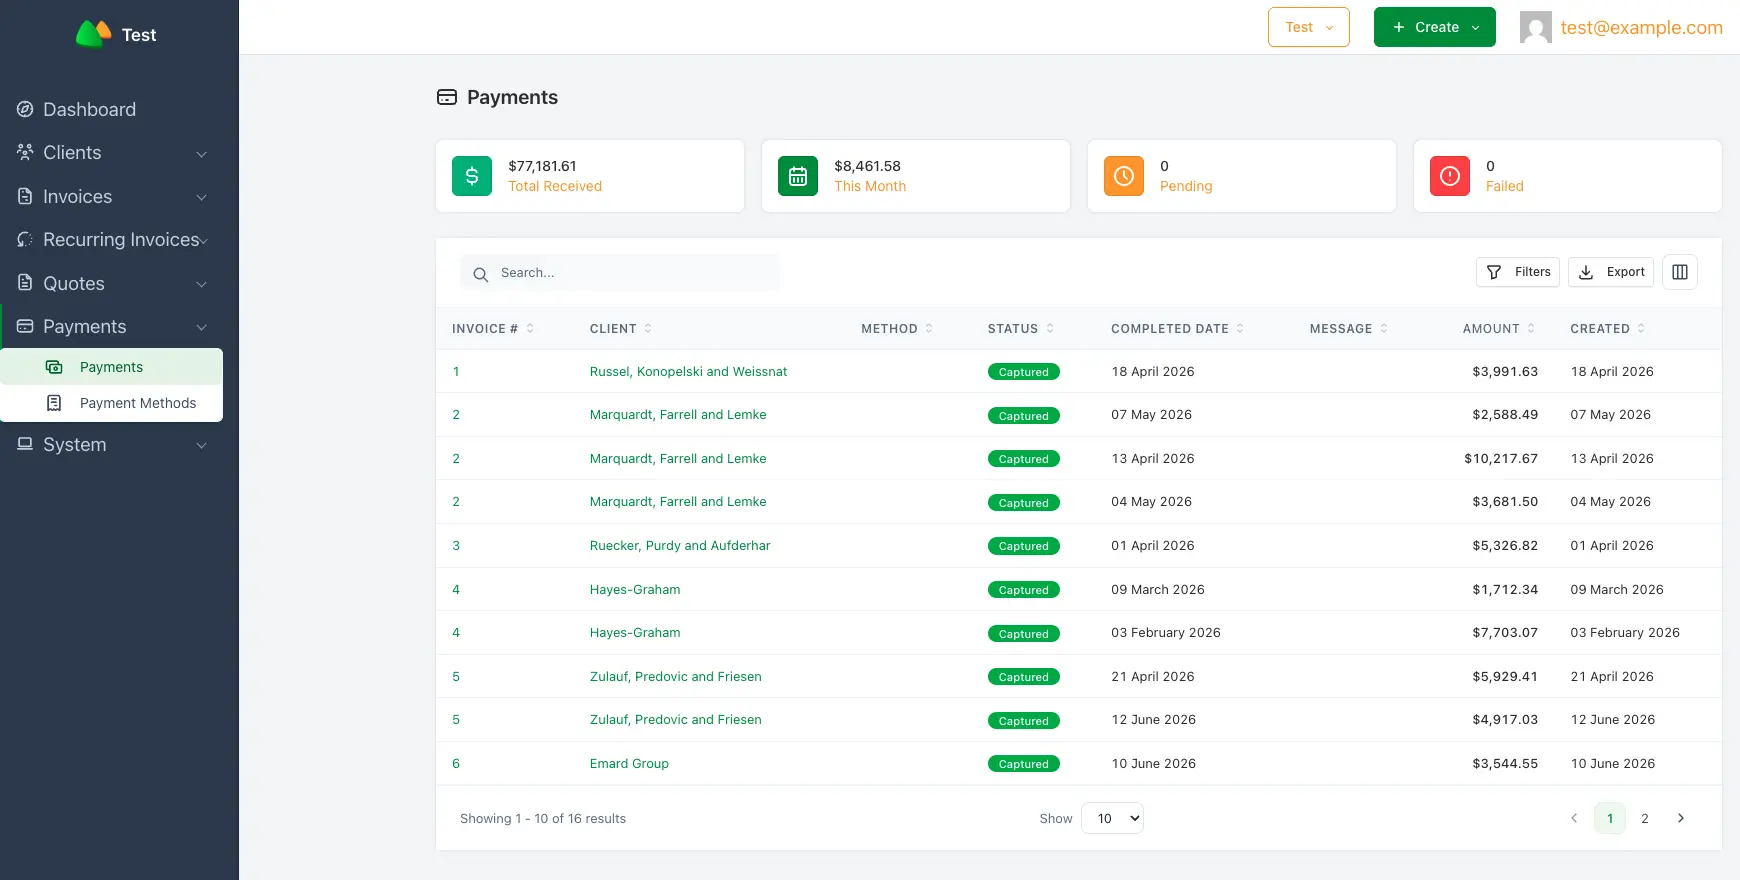 Test
Test
+ Create
test@example.com
Dashboard
Clients
Invoices
Recurring Invoices
Quotes
Payments
Payments
Payment Methods
System
Payments
$77,181.61
Total Received
$8,461.58
This Month
0
Pending
0
Failed
Search...
Filters
Export
INVOICE # CLIENT METHOD STATUS COMPLETED DATE MESSAGE AMOUNT CREATED
1 Russel, Konopelski and Weissnat Captured 18 April 2026 $3,991.63 18 April 2026
2 Marquardt, Farrell and Lemke Captured 07 May 2026 $2,588.49 07 May 2026
2 Marquardt, Farrell and Lemke Captured 13 April 2026 $10,217.67 13 April 2026
2 Marquardt, Farrell and Lemke Captured 04 May 2026 $3,681.50 04 May 2026
3 Ruecker, Purdy and Aufderhar Captured 01 April 2026 $5,326.82 01 April 2026
4 Hayes-Graham Captured 09 March 2026 $1,712.34 09 March 2026
4 Hayes-Graham Captured 03 February 2026 $7,703.07 03 February 2026
5 Zulauf, Predovic and Friesen Captured 21 April 2026 $5,929.41 21 April 2026
5 Zulauf, Predovic and Friesen Captured 12 June 2026 $4,917.03 12 June 2026
6 Emard Group Captured 10 June 2026 $3,544.55 10 June 2026
Showing 1 - 10 of 16 results
Show 10
1 2